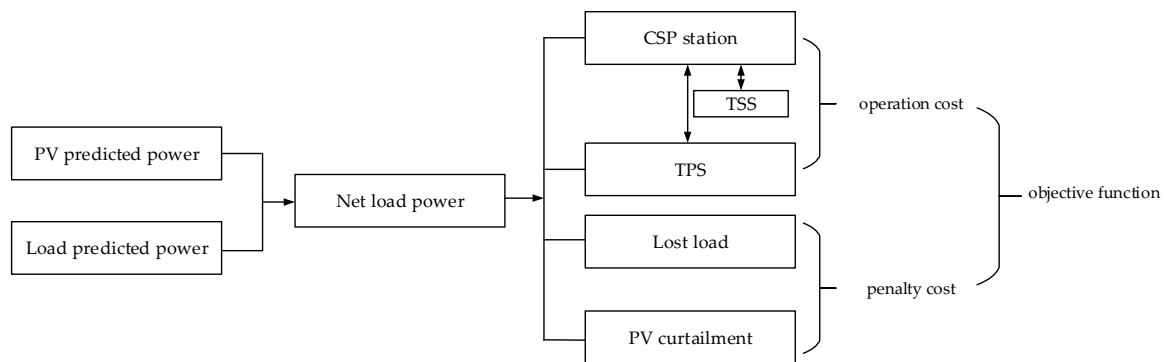 CSP station
TSS
operation cost
PV predicted power
TPS
Net load power
objective function
Load predicted power
Lost load
penalty cost
PV curtailment